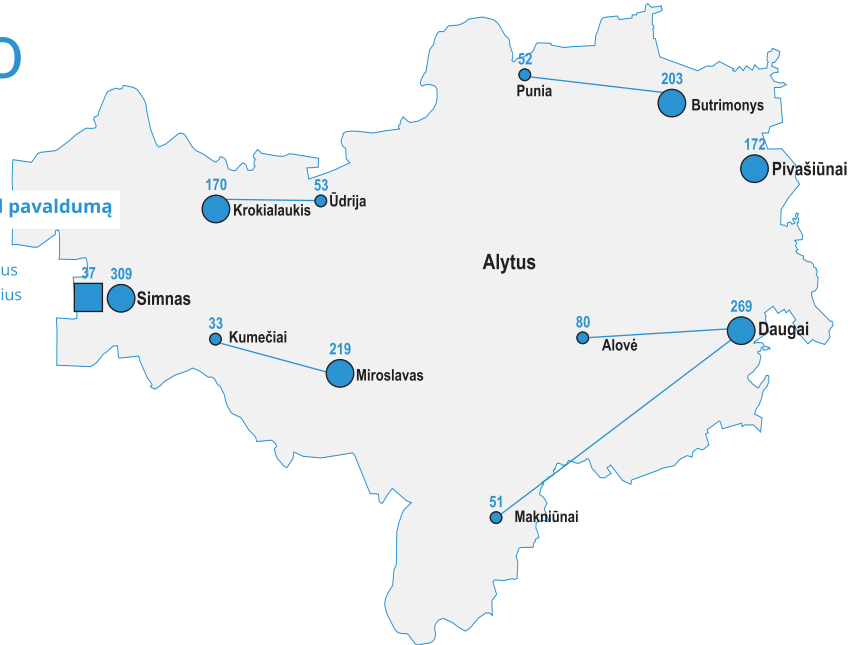 O
52
Punia
203
Butrimonys
172
Pivašiūnai
170
Krokialaukis
53
Ūdrija
pavaldumą
us
ius
Alytus
37
309
Simnas
33
Kumečiai
219
Miroslavas
80
Alovė
269
Daugai
51
Makniūnai